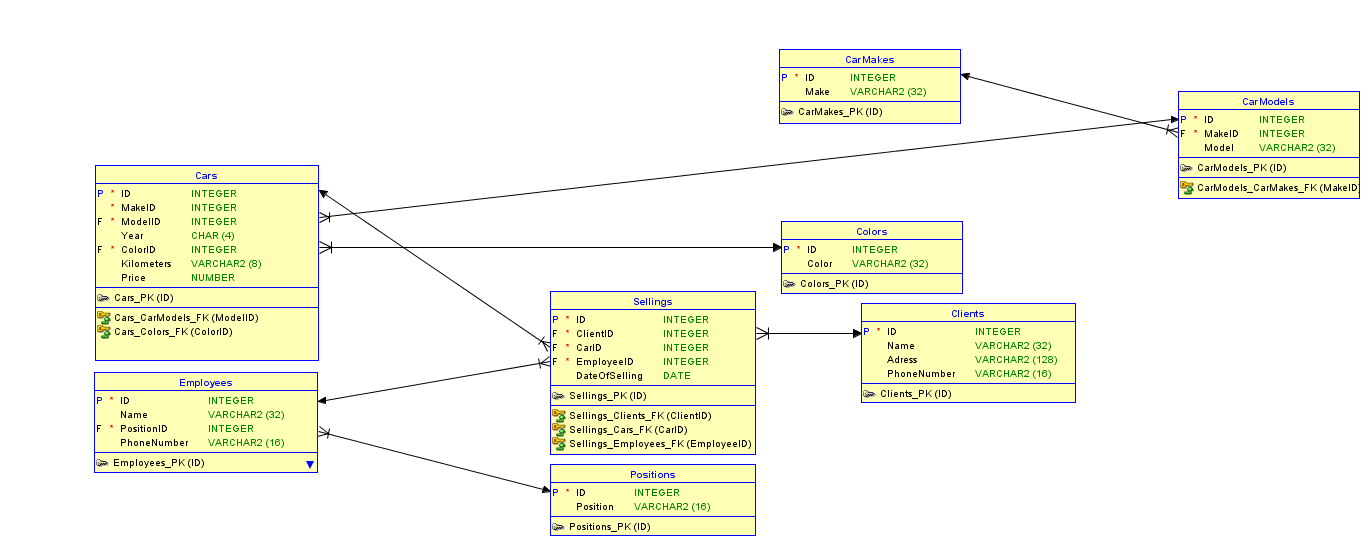 CarMakes
P * ID INTEGER
Make VARCHAR2 (32)
CarMakes_PK (ID)
CarModels
P * ID INTEGER
F * MakeID INTEGER
Model VARCHAR2 (32)
CarModels_PK (ID)
CarModels_CarMakes_FK (MakeID)
Cars
P * ID INTEGER
* MakeID INTEGER
F * ModelID INTEGER
Year CHAR (4)
F * ColorID INTEGER
Kilometers VARCHAR2 (8)
Price NUMBER
Cars_PK (ID)
Cars_CarModels_FK (ModelID)
Cars_Colors_FK (ColorID)
Colors
P * ID INTEGER
Color VARCHAR2 (32)
Colors_PK (ID)
Sellings
P * ID INTEGER
F * ClientID INTEGER
F * CarID INTEGER
F * EmployeeID INTEGER
DateOfSelling DATE
Sellings_PK (ID)
Sellings_Clients_FK (ClientID)
Sellings_Cars_FK (CarID)
Sellings_Employees_FK (EmployeeID)
Clients
P * ID INTEGER
Name VARCHAR2 (32)
Adress VARCHAR2 (128)
PhoneNumber VARCHAR2 (16)
Clients_PK (ID)
Employees
P * ID INTEGER
Name VARCHAR2 (32)
F * PositionID INTEGER
PhoneNumber VARCHAR2 (16)
Employees_PK (ID)
Positions
P * ID INTEGER
Position VARCHAR2 (16)
Positions_PK (ID)